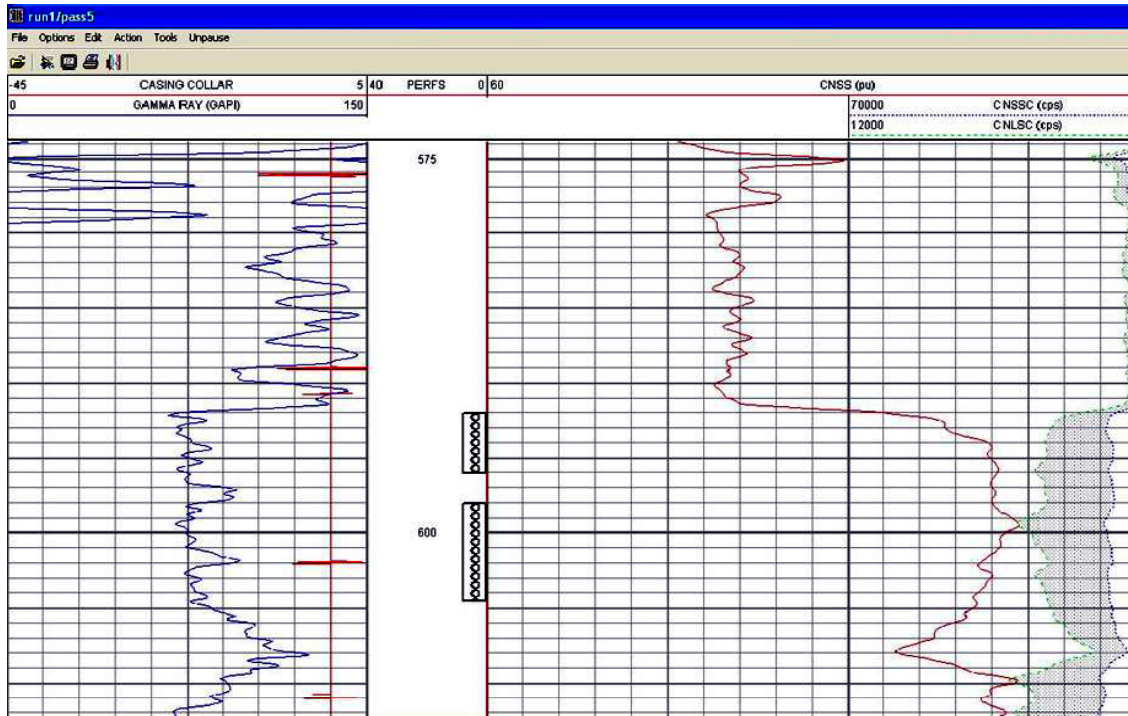 run1/pass5
File Options Edit Action Tools Unpause
-45 CASING COLLAR 5 40 PERFS 0 60 CNSS (pu)
0 GAMMA RAY (GAPI) 150 70000 CNSSC (cps)
12000 CNLSC (cps)
575
600